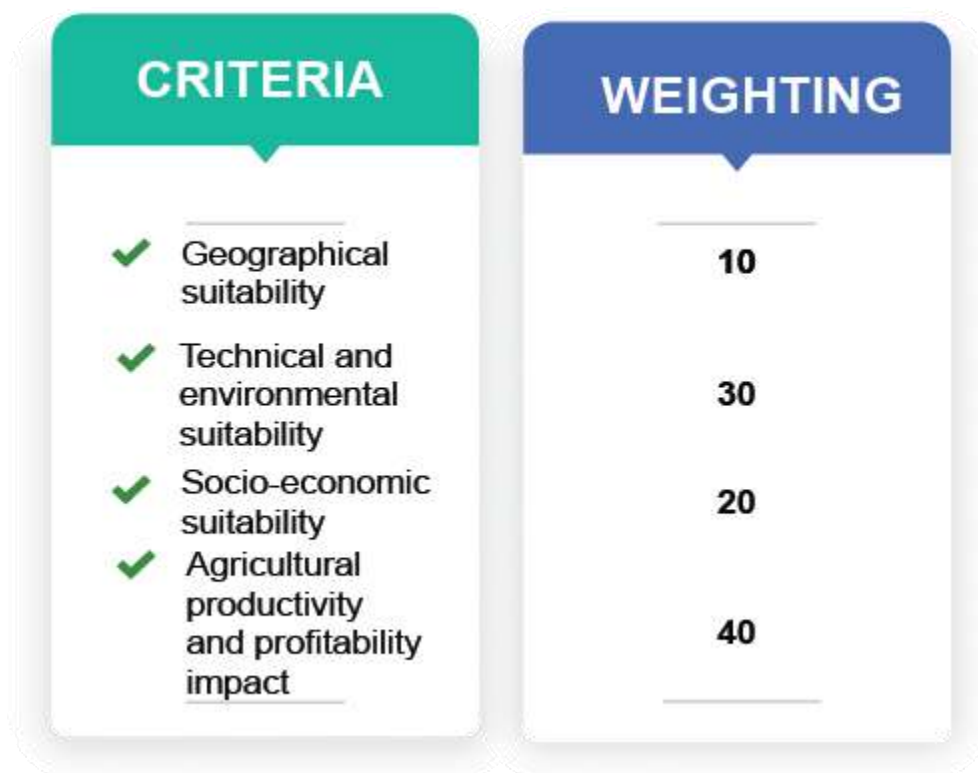 CRITERIA
WEIGHTING
Geographical
suitability
10
Technical and
environmental
suitability
30
Socio-economic
suitability
20
Agricultural
productivity
and profitability
impact
40